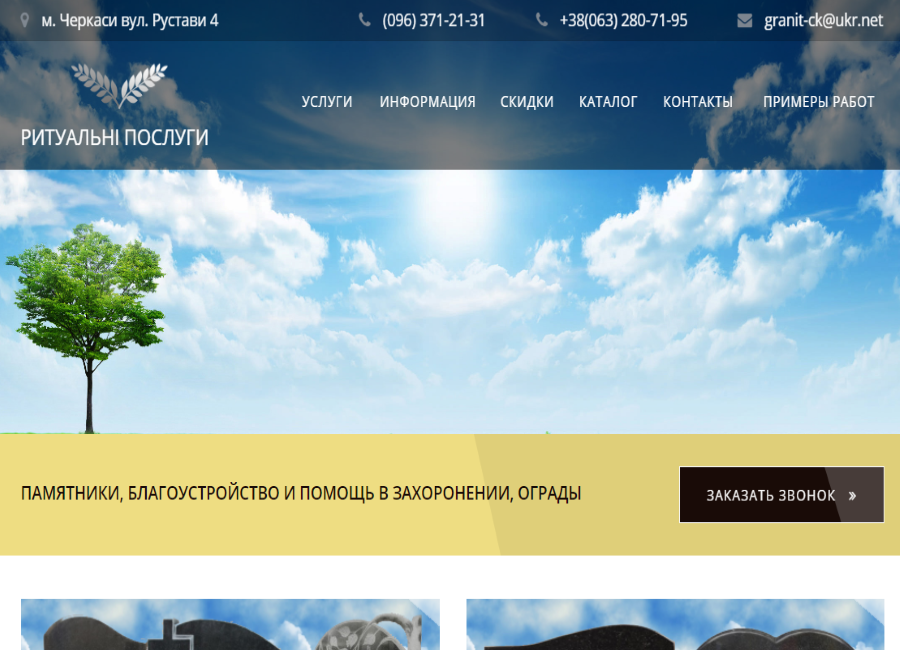 м. Черкаси вул. Рустави 4
(096) 371-21-31
+38(063) 280-71-95
granit-ck@ukr.net
РИТУАЛЬНІ ПОСЛУГИ
УСЛУГИ
ИНФОРМАЦИЯ
СКИДКИ
КАТАЛОГ
КОНТАКТЫ
ПРИМЕРЫ РАБОТ
ПАМЯТНИКИ, БЛАГОУСТРОЙСТВО И ПОМОЩЬ В ЗАХОРОНЕНИИ, ОГРАДЫ
ЗАКАЗАТЬ ЗВОНОК »